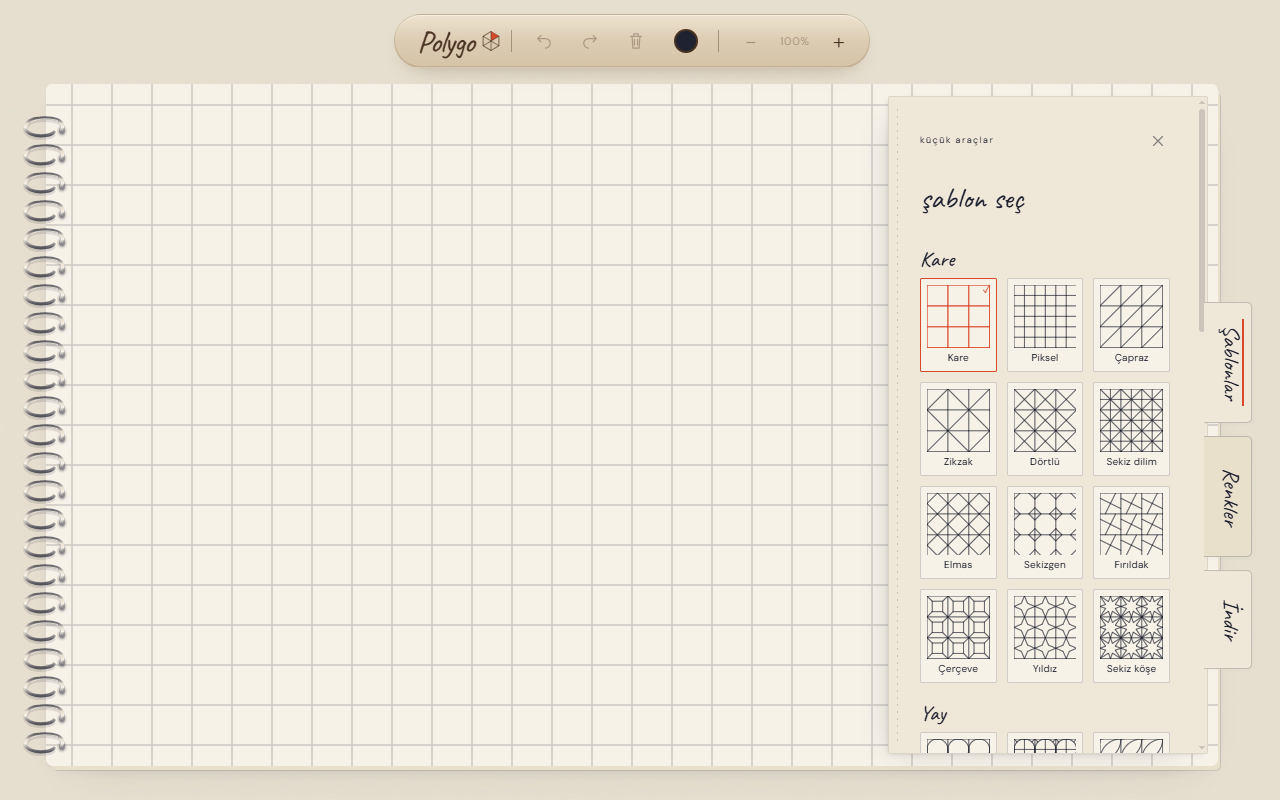 Polygo
100%
küçük araçlar
şablon seç
Kare
Kare
Piksel
Çapraz
Zikzak
Dörtlü
Sekiz dilim
Elmas
Sekizgen
Fırıldak
Çerçeve
Yıldız
Sekiz köşe
Yay
Şablonlar
Renkler
İndir